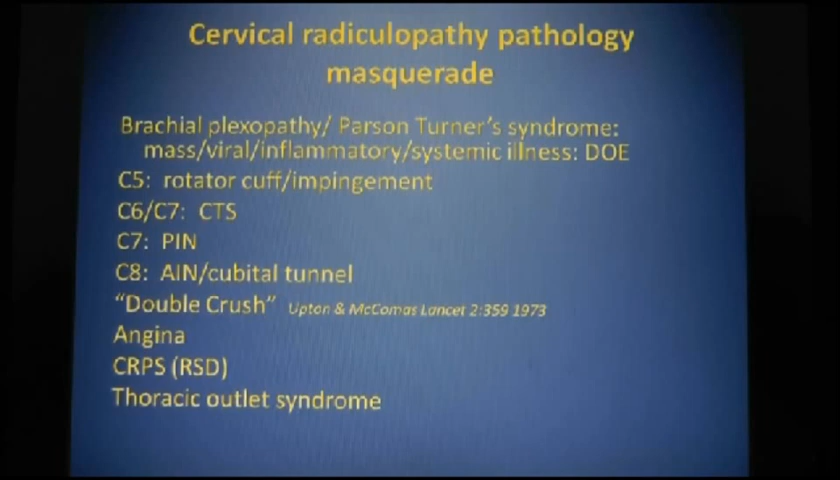 Cervical radiculopathy pathology
masquerade
Brachial plexopathy/ Parson Turner’s syndrome:
mass/viral/inflammatory/systemic illness: DOE
C5: rotator cuff/impingement
C6/C7: CTS
C7: PIN
C8: AIN/cubital tunnel
“Double Crush” Upton & McComas Lancet 2:359 1973
Angina
CRPS (RSD)
Thoracic outlet syndrome